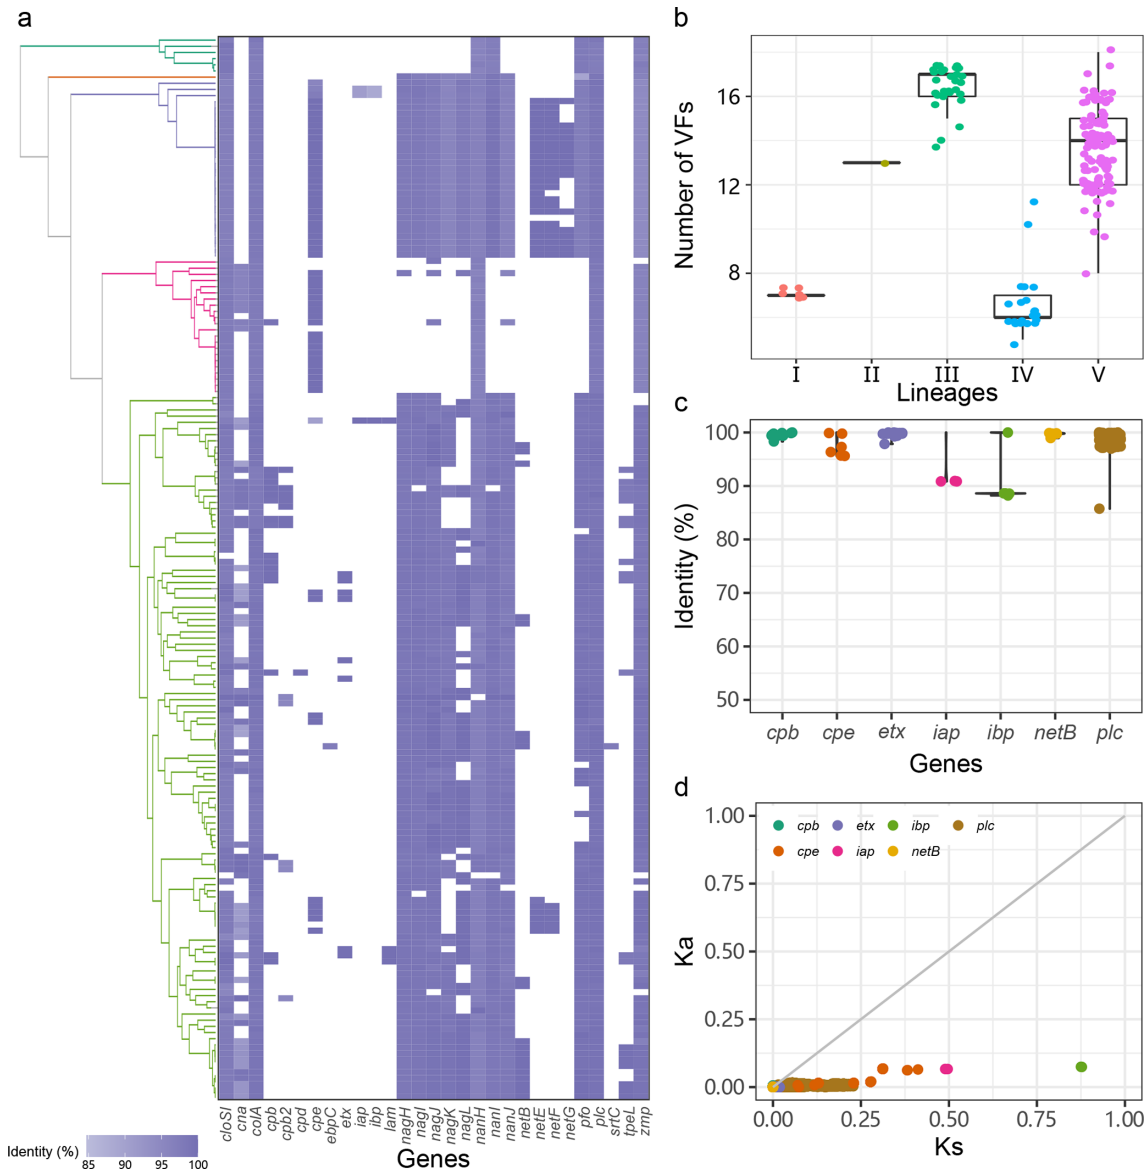 a
cloSI cna colA cpb cpb2 cpd cpe ebpC etx iap ibp lam nagH nagI nagJ nagK nagL nanH nanI nanJ netB netE netF netG pfo plc srtC tpeL zmp
Genes
Identity (%)
85 90 95 100
b
Number of VFs
16
12
8
I II III IV V
Lineages
c
Identity (%)
100
90
80
70
60
50
cpb cpe etx iap ibp netB plc
Genes
d
Ka
1.00
0.75
0.50
0.25
0.00
cpb etx ibp plc
cpe iap netB
0.00 0.25 0.50 0.75 1.00
Ks